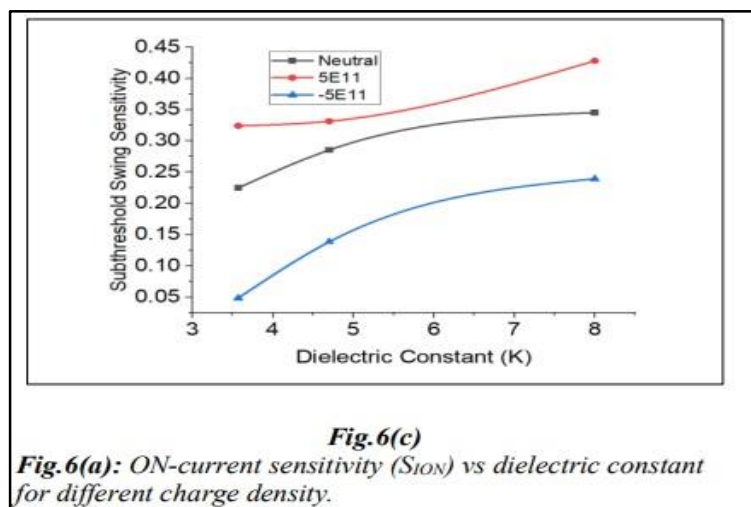 0.45
0.40
0.35
0.30
0.25
0.20
0.15
0.10
0.05
Subthreshold Swing Sensitivity
Neutral
5E11
-5E11
3 4 5 6 7 8
Dielectric Constant (K)
Fig.6(c)
Fig.6(a): ON-current sensitivity (SION) vs dielectric constant
for different charge density.